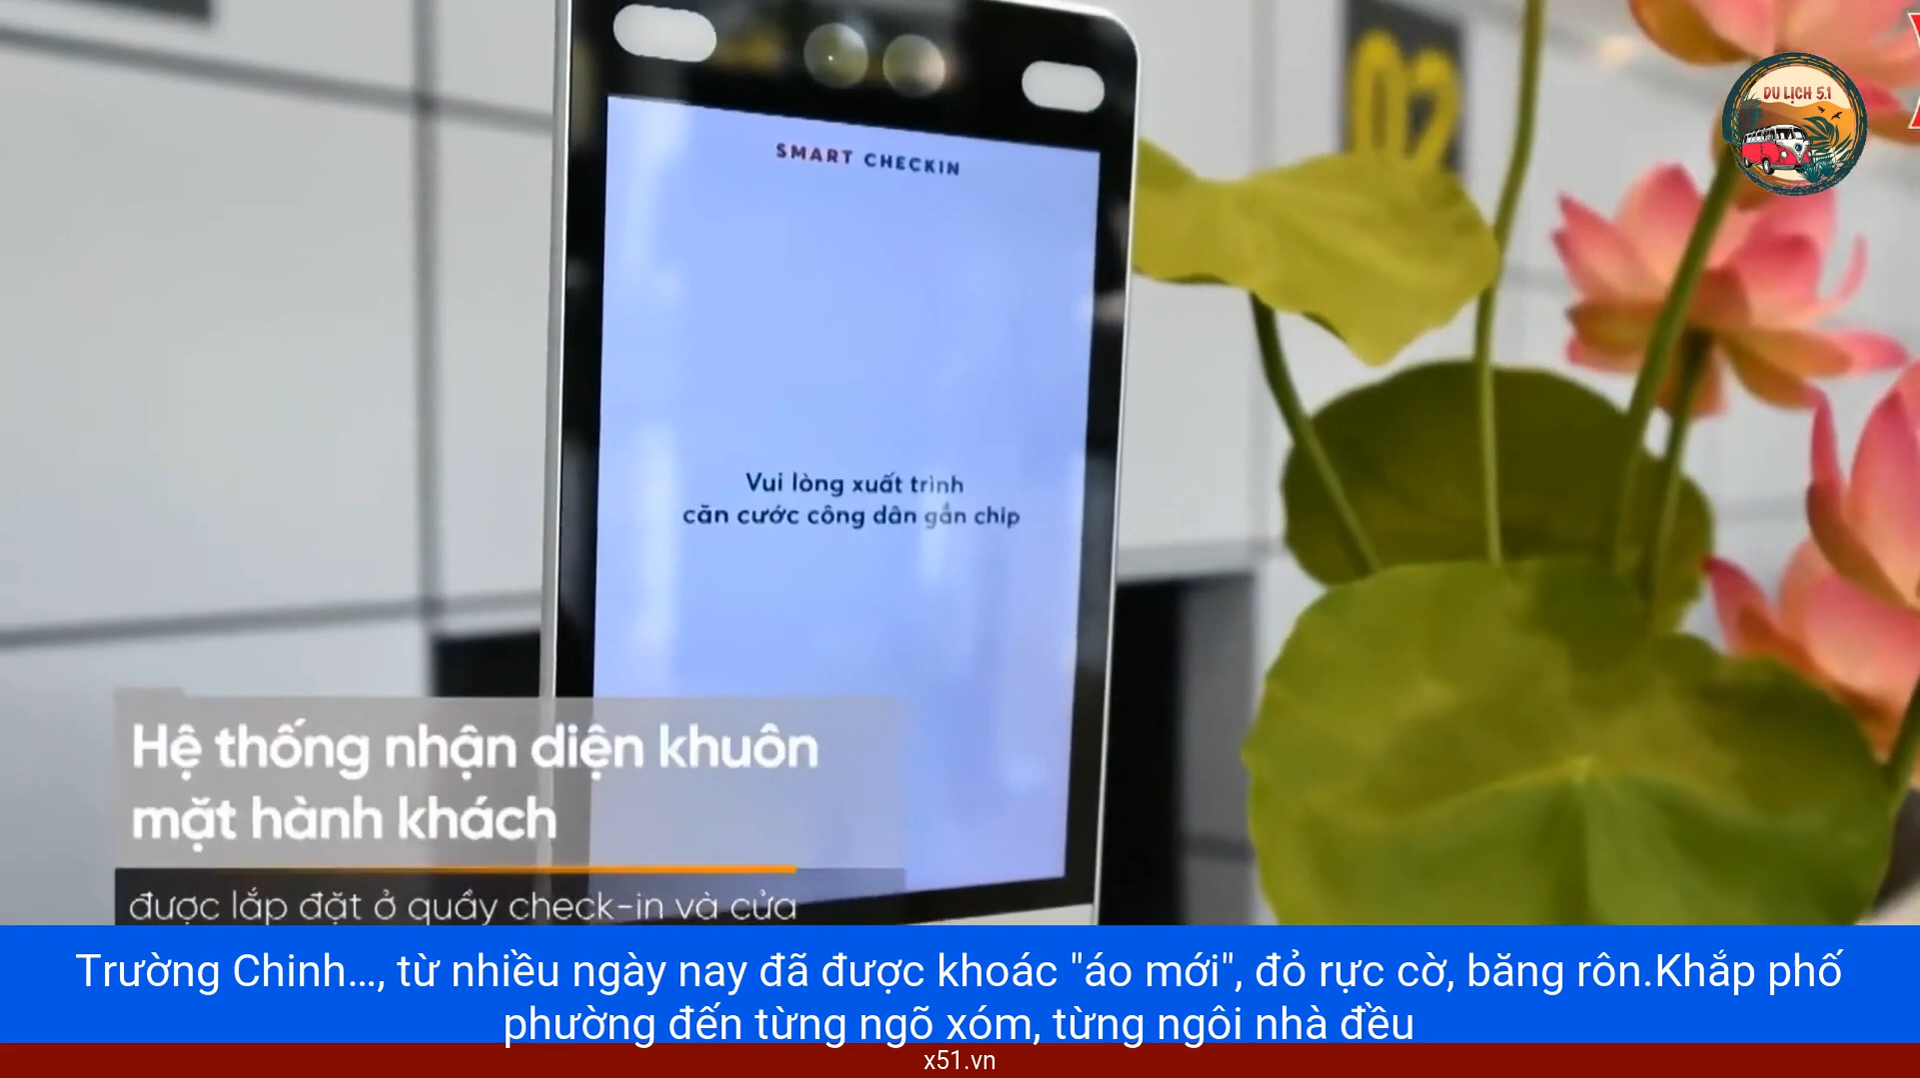 02
DU LỊCH 5.1
SMART CHECKIN
Vui lòng xuất trình
căn cước công dân gắn chip
Hệ thống nhận diện khuôn
mặt hành khách
được lắp đặt ở quầy check-in và cửa
Trường Chinh..., từ nhiều ngày nay đã được khoác "áo mới", đỏ rực cờ, băng rôn.Khắp phố
phường đến từng ngõ xóm, từng ngôi nhà đều
x51.vn